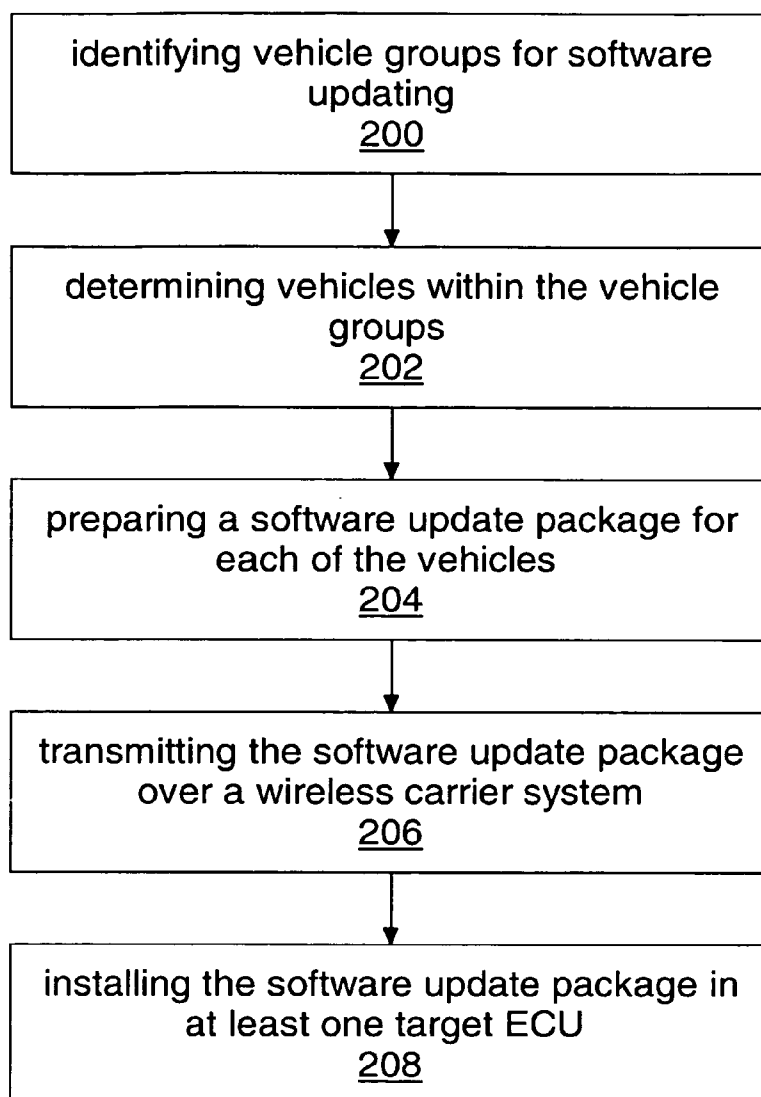 identifying vehicle groups for software
updating
200
determining vehicles within the vehicle
groups
202
preparing a software update package for
each of the vehicles
204
transmitting the software update package
over a wireless carrier system
206
installing the software update package in
at least one target ECU
208